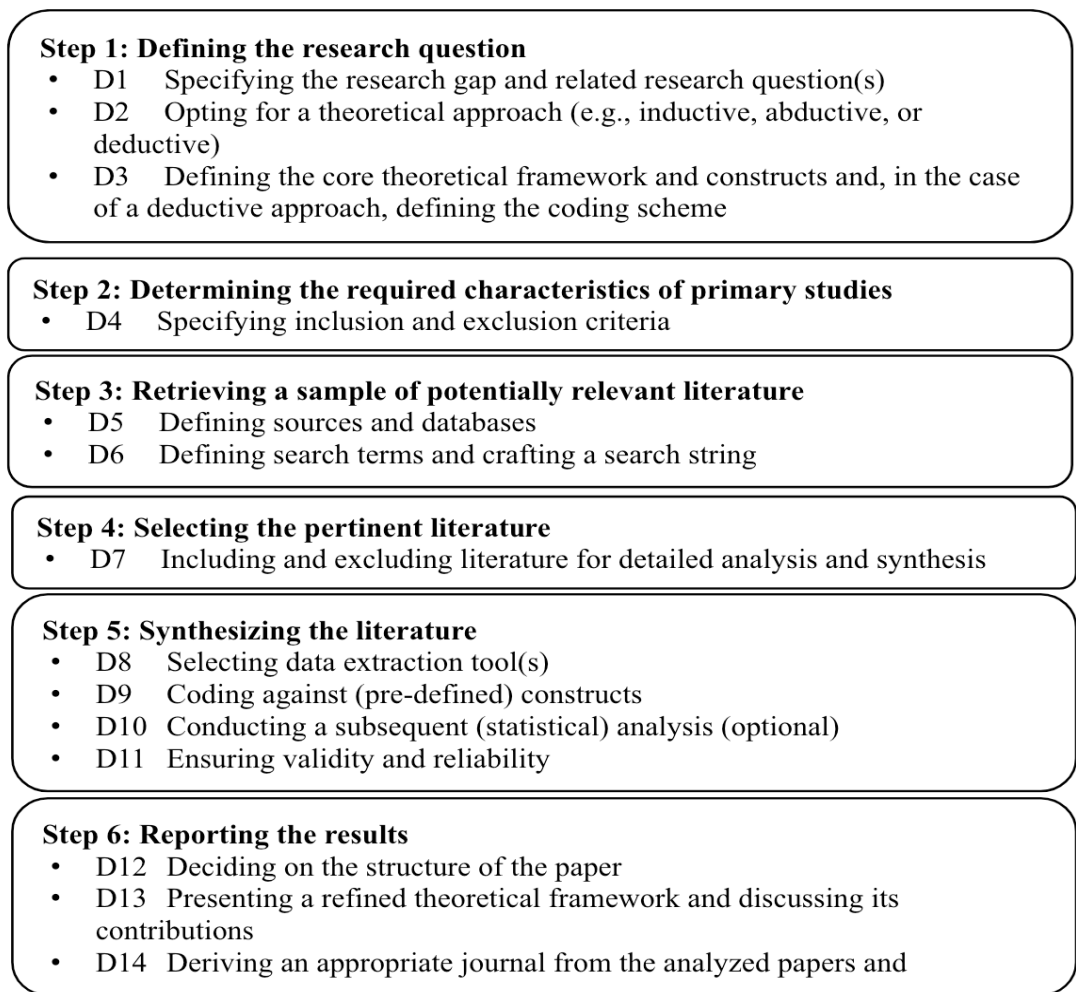 Step 1: Defining the research question
• D1 Specifying the research gap and related research question(s)
• D2 Opting for a theoretical approach (e.g., inductive, abductive, or
deductive)
• D3 Defining the core theoretical framework and constructs and, in the case
of a deductive approach, defining the coding scheme
Step 2: Determining the required characteristics of primary studies
• D4 Specifying inclusion and exclusion criteria
Step 3: Retrieving a sample of potentially relevant literature
• D5 Defining sources and databases
• D6 Defining search terms and crafting a search string
Step 4: Selecting the pertinent literature
• D7 Including and excluding literature for detailed analysis and synthesis
Step 5: Synthesizing the literature
• D8 Selecting data extraction tool(s)
• D9 Coding against (pre-defined) constructs
• D10 Conducting a subsequent (statistical) analysis (optional)
• D11 Ensuring validity and reliability
Step 6: Reporting the results
• D12 Deciding on the structure of the paper
• D13 Presenting a refined theoretical framework and discussing its
contributions
• D14 Deriving an appropriate journal from the analyzed papers and